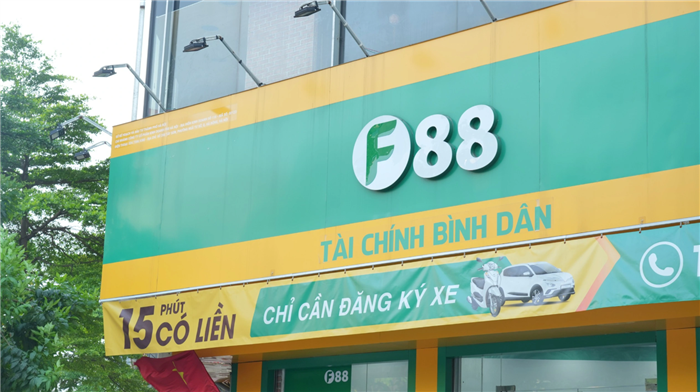 F88
TÀI CHÍNH BÌNH DÂN
15 PHÚT
CÓ LIỀN
CHỈ CẦN ĐĂNG KÝ XE
F88